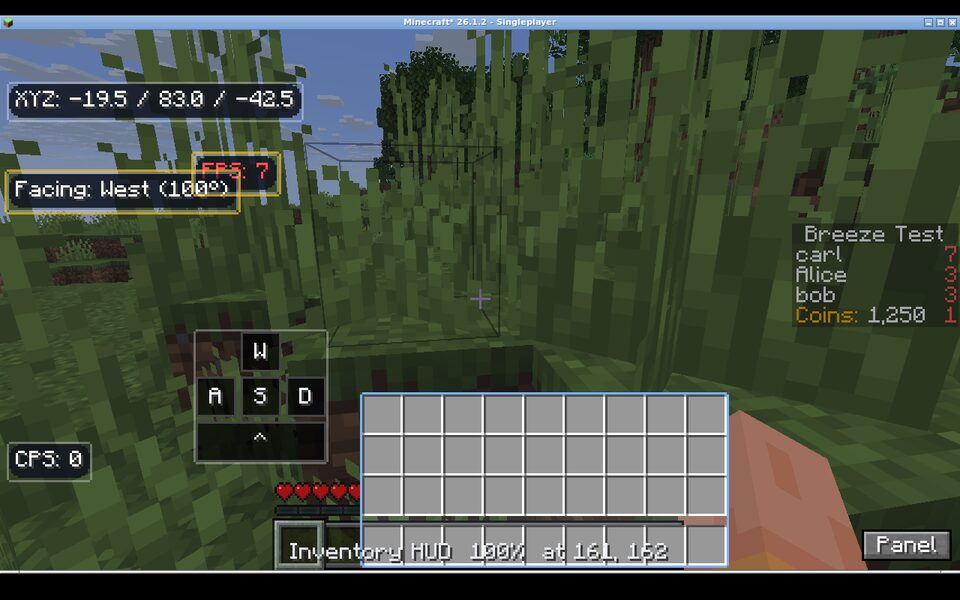 Minecraft* 26.1.2 - Singleplayer
XYZ: -19.5 / 83.0 / -42.5
FPS: 7
Facing: West (100°)
Breeze Test
carl 7
Alice 3
bob 3
Coins: 1,250 1
W
A S D
^
CPS: 0
Inventory HUD 100% at 161, 162
Panel